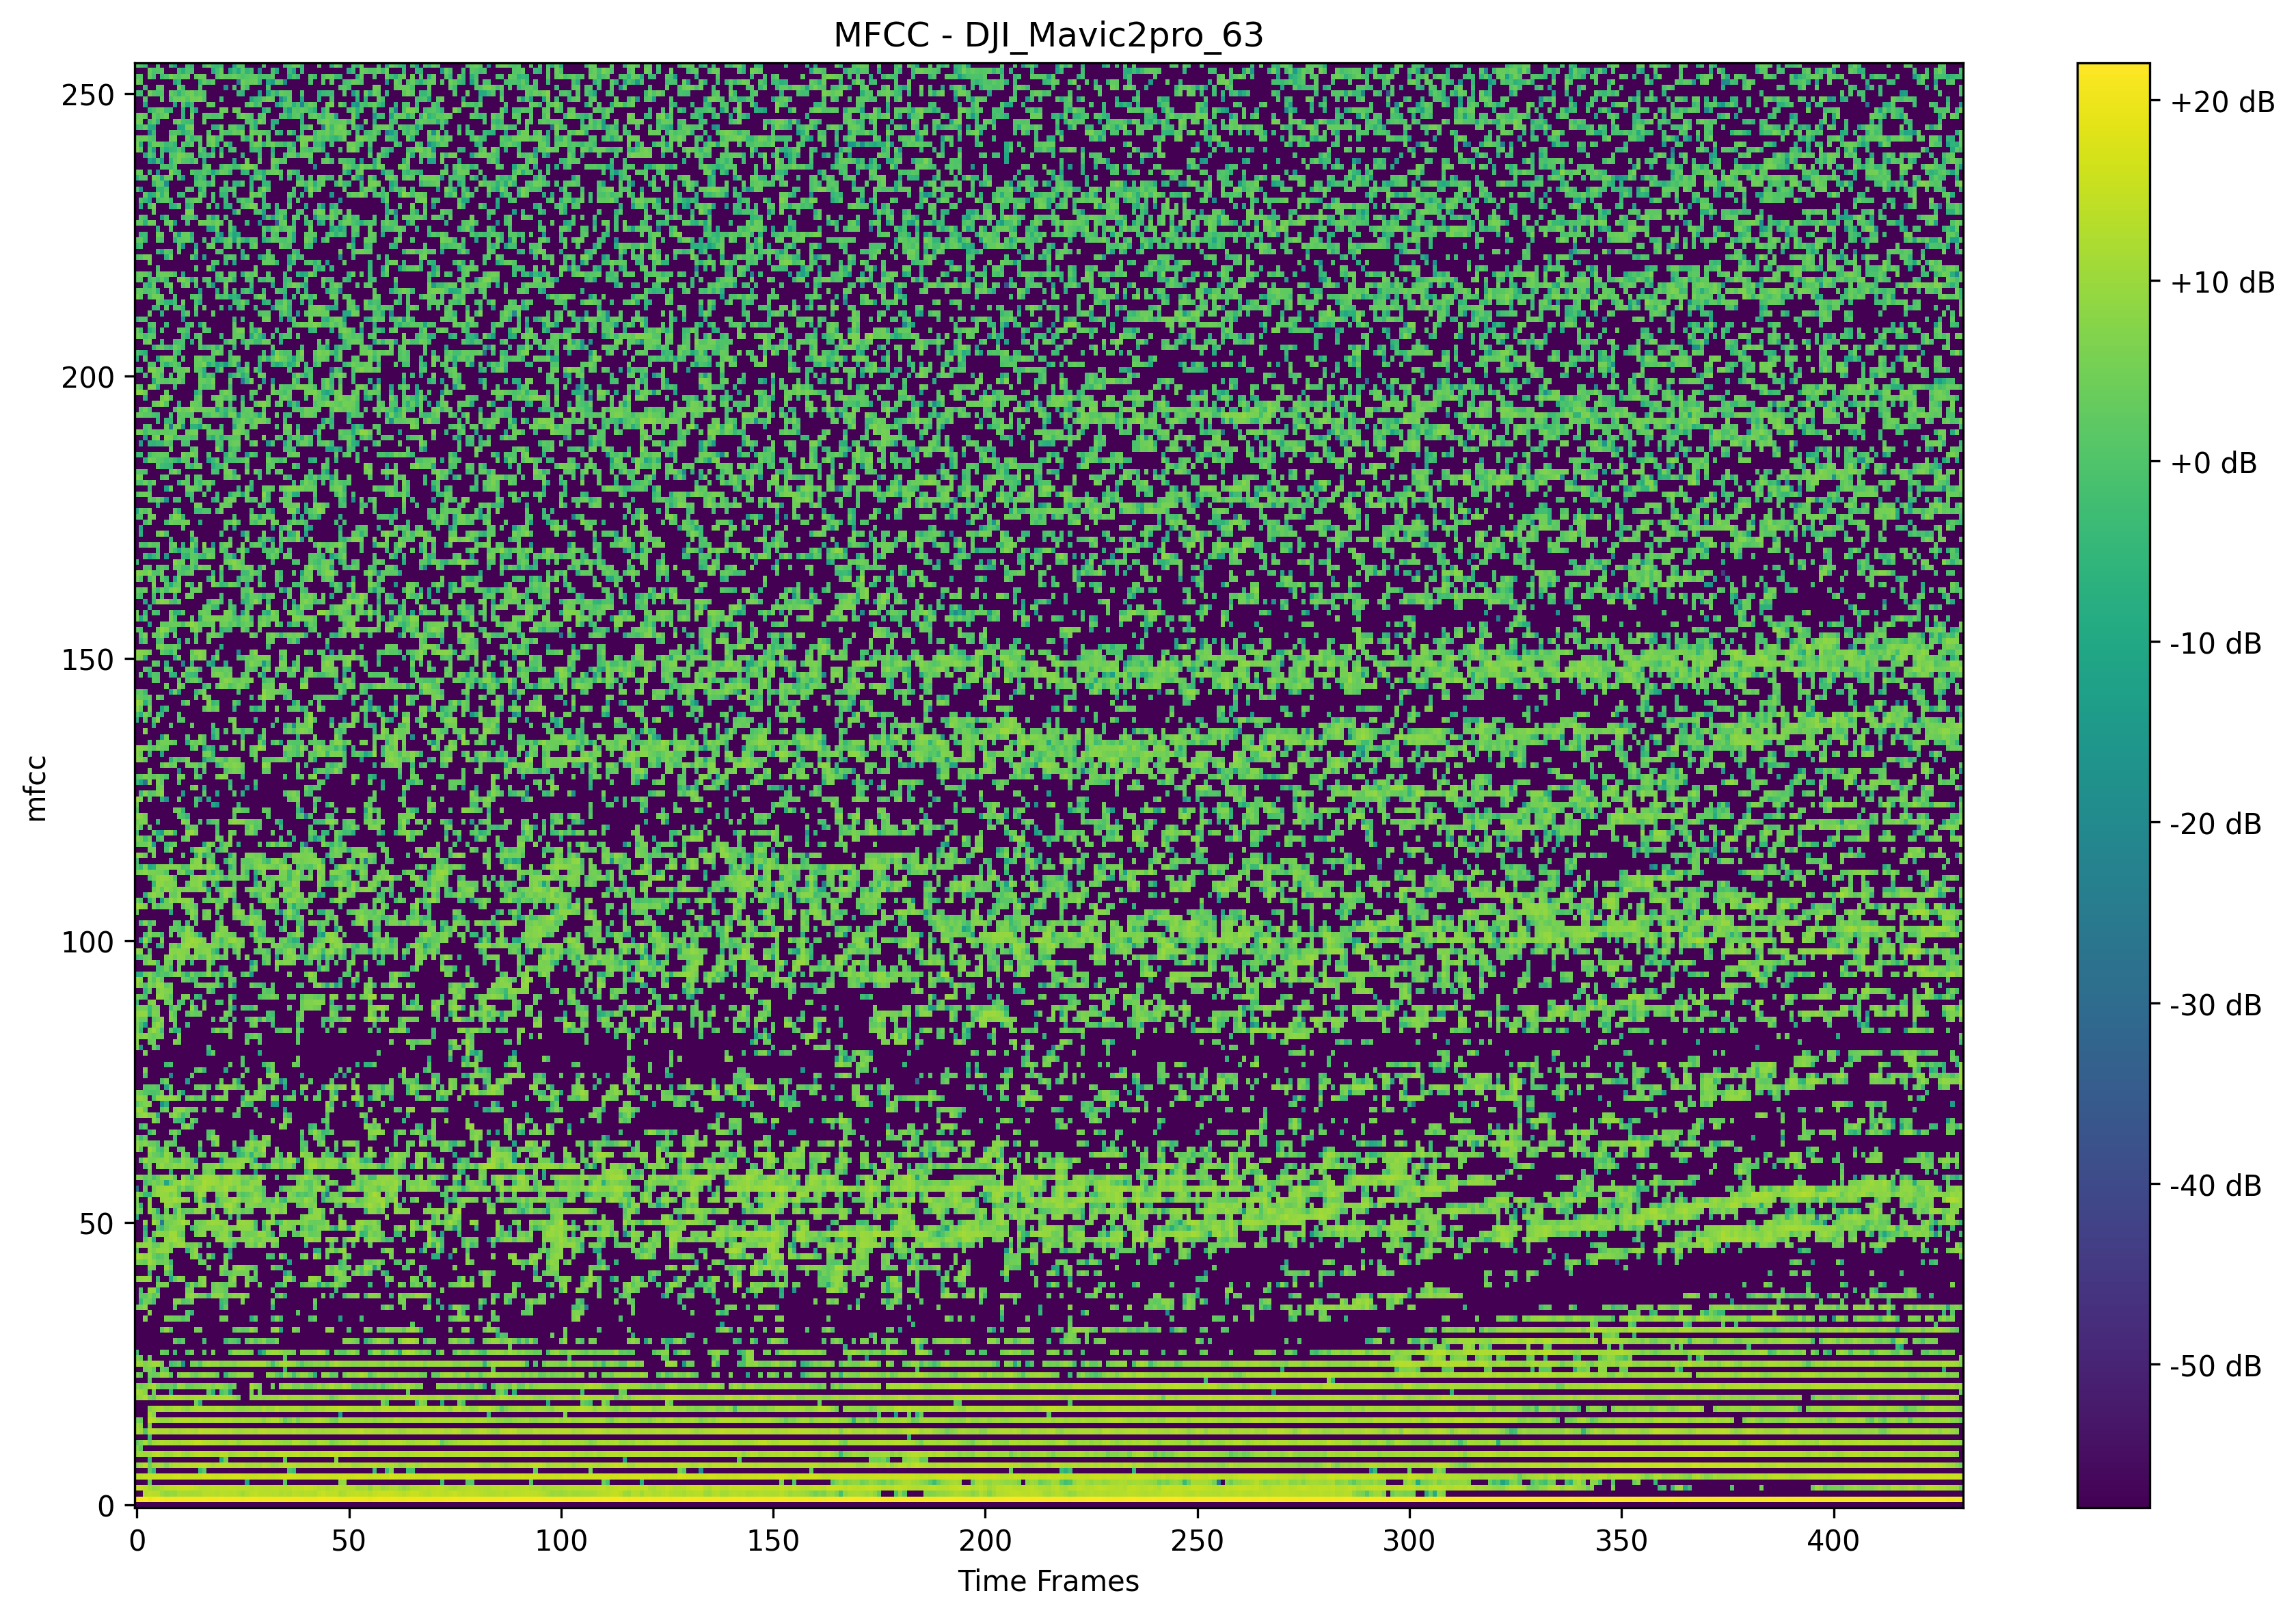 MFCC - DJI_Mavic2pro_63
250
200
150
100
50
0
mfcc
0 50 100 150 200 250 300 350 400
Time Frames
+20 dB
+10 dB
+0 dB
-10 dB
-20 dB
-30 dB
-40 dB
-50 dB